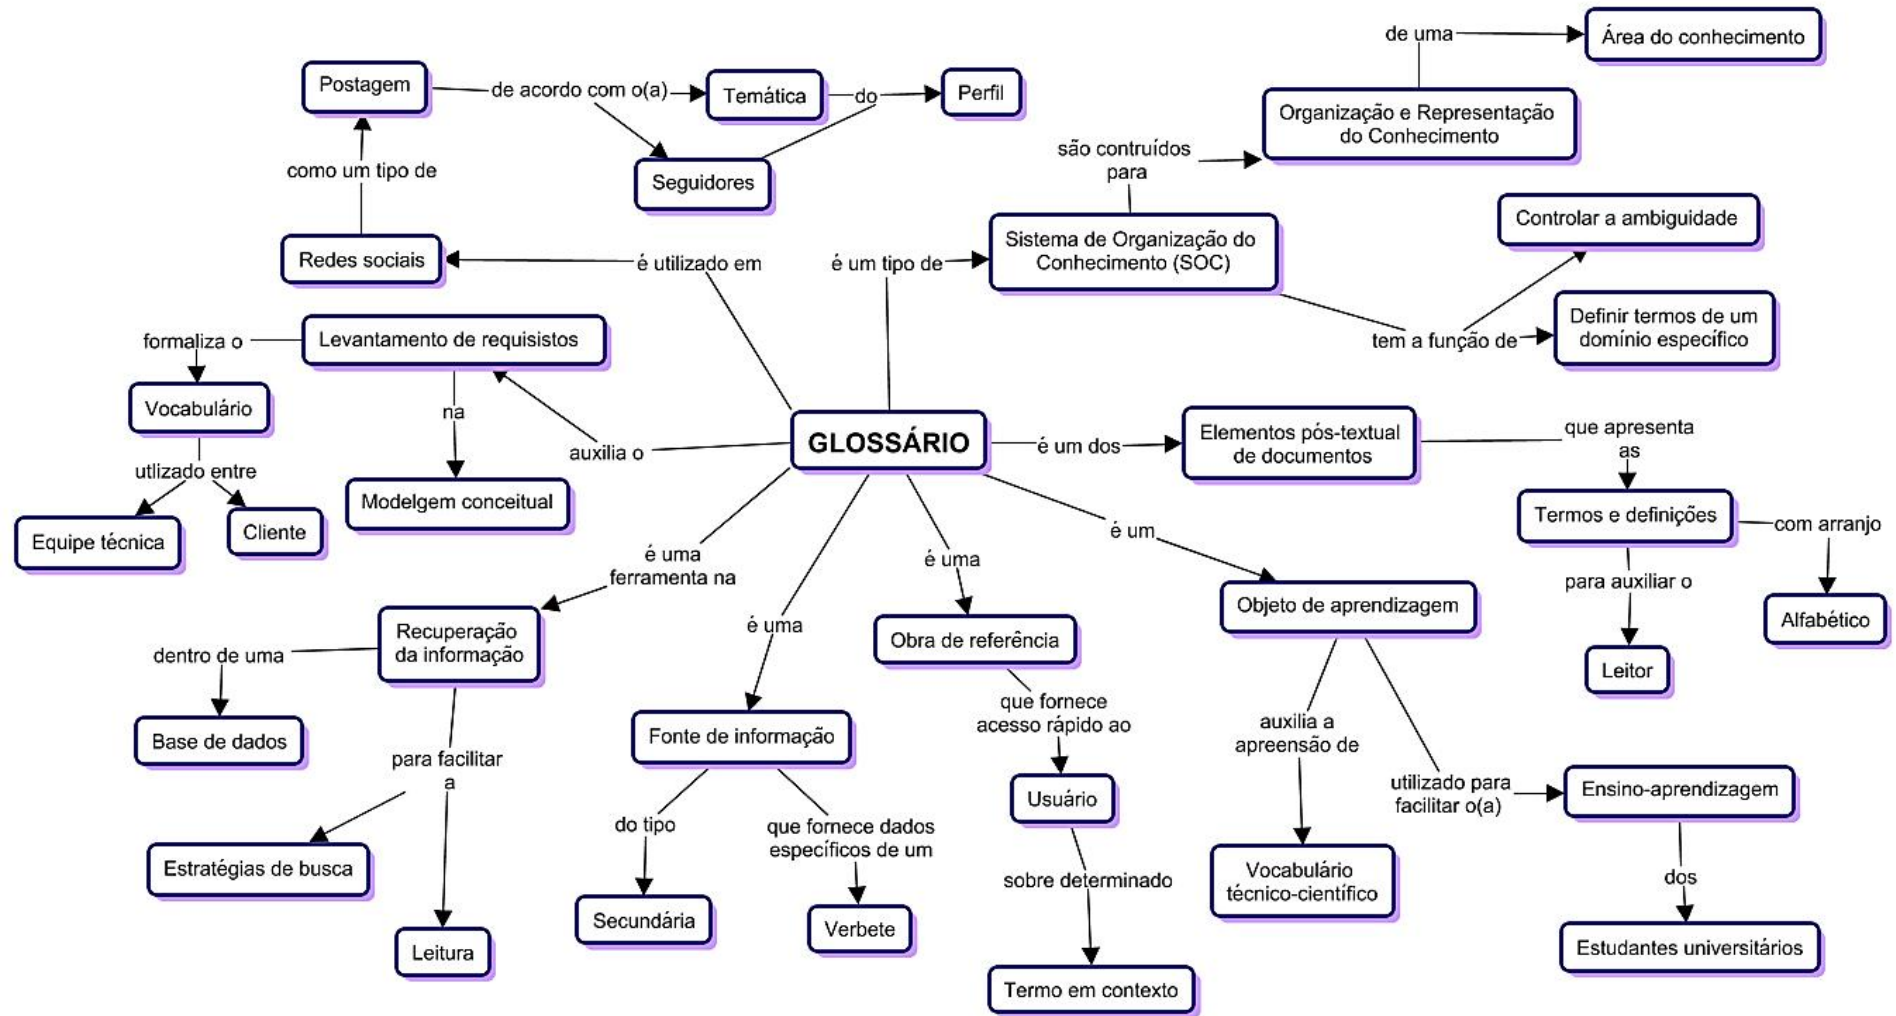 de uma
Área do conhecimento
Postagem
de acordo com o(a)
Temática
do
Perfil
Organização e Representação
do Conhecimento
são contruídos
para
como um tipo de
Seguidores
Controlar a ambiguidade
Redes sociais
é utilizado em
é um tipo de
Sistema de Organização do
Conhecimento (SOC)
formaliza o
Levantamento de requisistos
tem a função de
Definir termos de um
domínio específico
Vocabulário
na
auxilia o
GLOSSÁRIO
é um dos
Elementos pós-textual
de documentos
que apresenta
as
utlizado entre
Modelgem conceitual
Equipe técnica
Cliente
é uma
ferramenta na
é uma
é um
Termos e definições
com arranjo
para auxiliar o
Alfabético
Leitor
dentro de uma
Recuperação
da informação
é uma
Obra de referência
Objeto de aprendizagem
Base de dados
para facilitar
a
Fonte de informação
que fornece
acesso rápido ao
auxilia a
apreensão de
utilizado para
facilitar o(a)
Ensino-aprendizagem
Estratégias de busca
Leitura
do tipo
que fornece dados
específicos de um
Usuário
sobre determinado
Vocabulário
técnico-científico
dos
Secundária
Verbete
Termo em contexto
Estudantes universitários